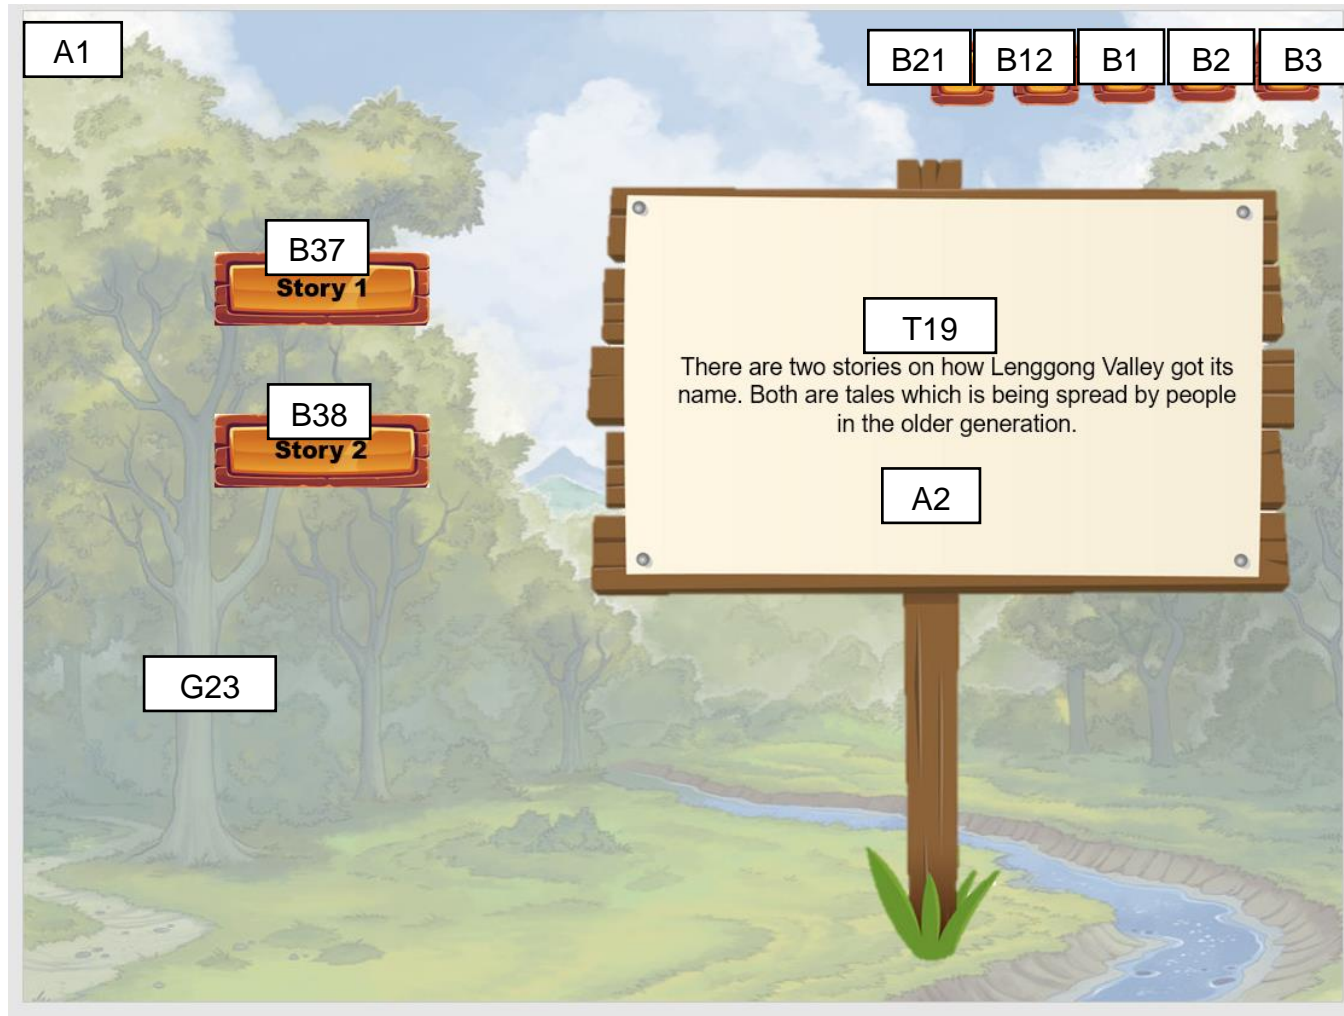 A1
B21 B12 B1 B2 B3
B37
Story 1
B38
Story 2
T19
There are two stories on how Lenggong Valley got its
name. Both are tales which is being spread by people
in the older generation.
A2
G23